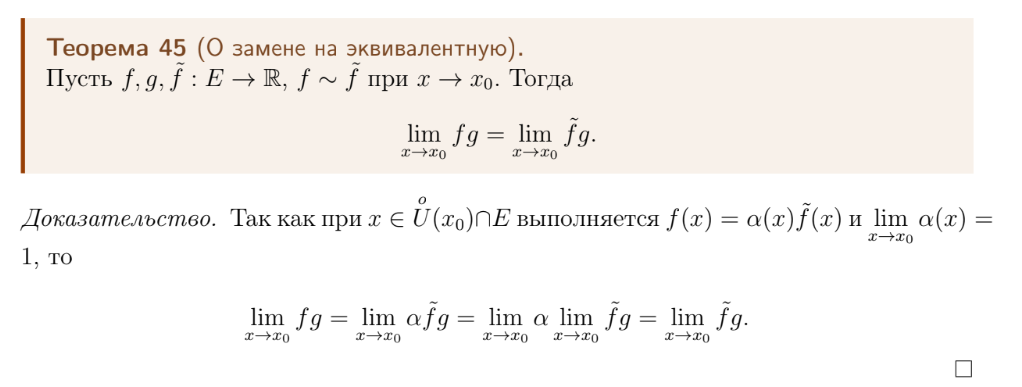 Теорема 45 (О замене на эквивалентную).
Пусть f, g, f̃ : E → ℝ, f ∼ f̃ при x → x₀. Тогда
lim_{x→x₀} fg = lim_{x→x₀} f̃g.
Доказательство. Так как при x ∈ Ů(x₀)∩E выполняется f(x) = α(x)f̃(x) и lim_{x→x₀} α(x) =
1, то
lim_{x→x₀} fg = lim_{x→x₀} αf̃g = lim_{x→x₀} α lim_{x→x₀} f̃g = lim_{x→x₀} f̃g.
□